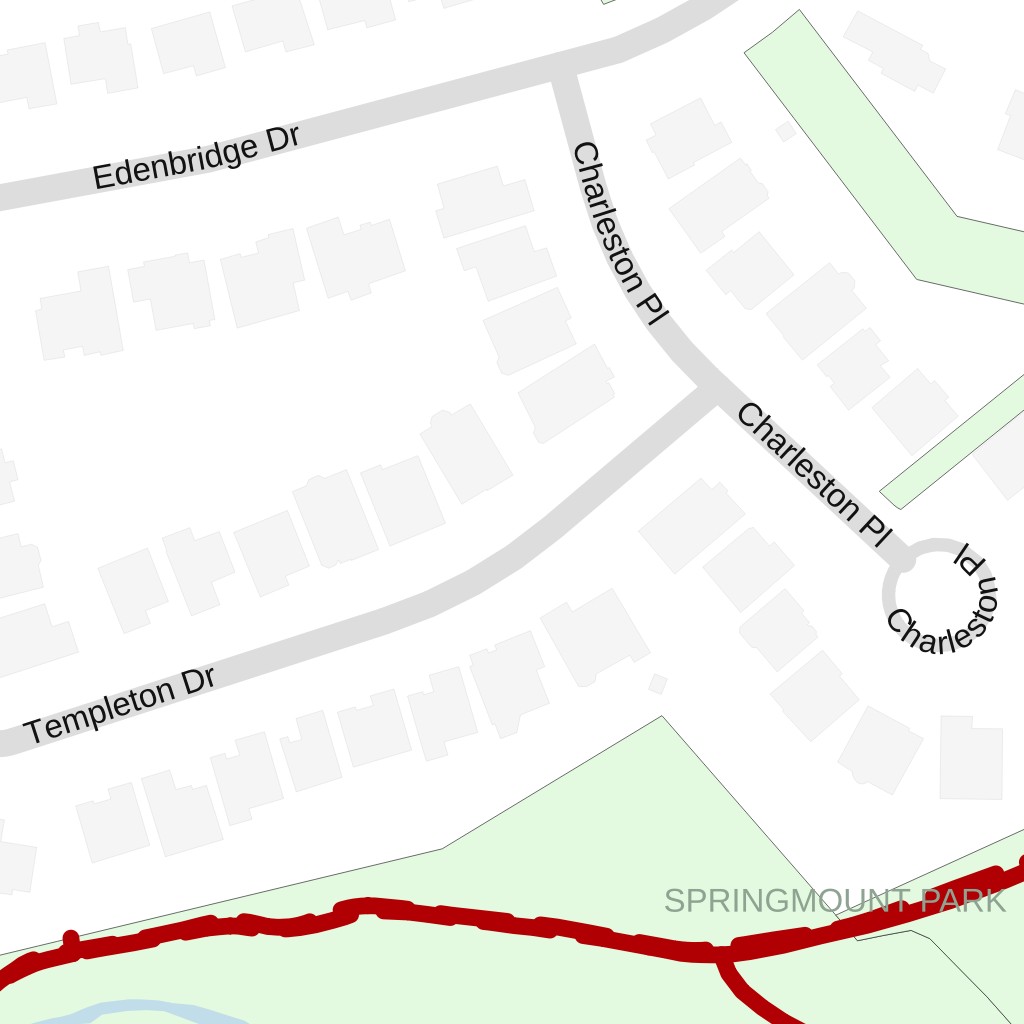 Edenbridge Dr
Charleston Pl
Charleston Pl
Charleston Pl
Templeton Dr
SPRINGMOUNT PARK